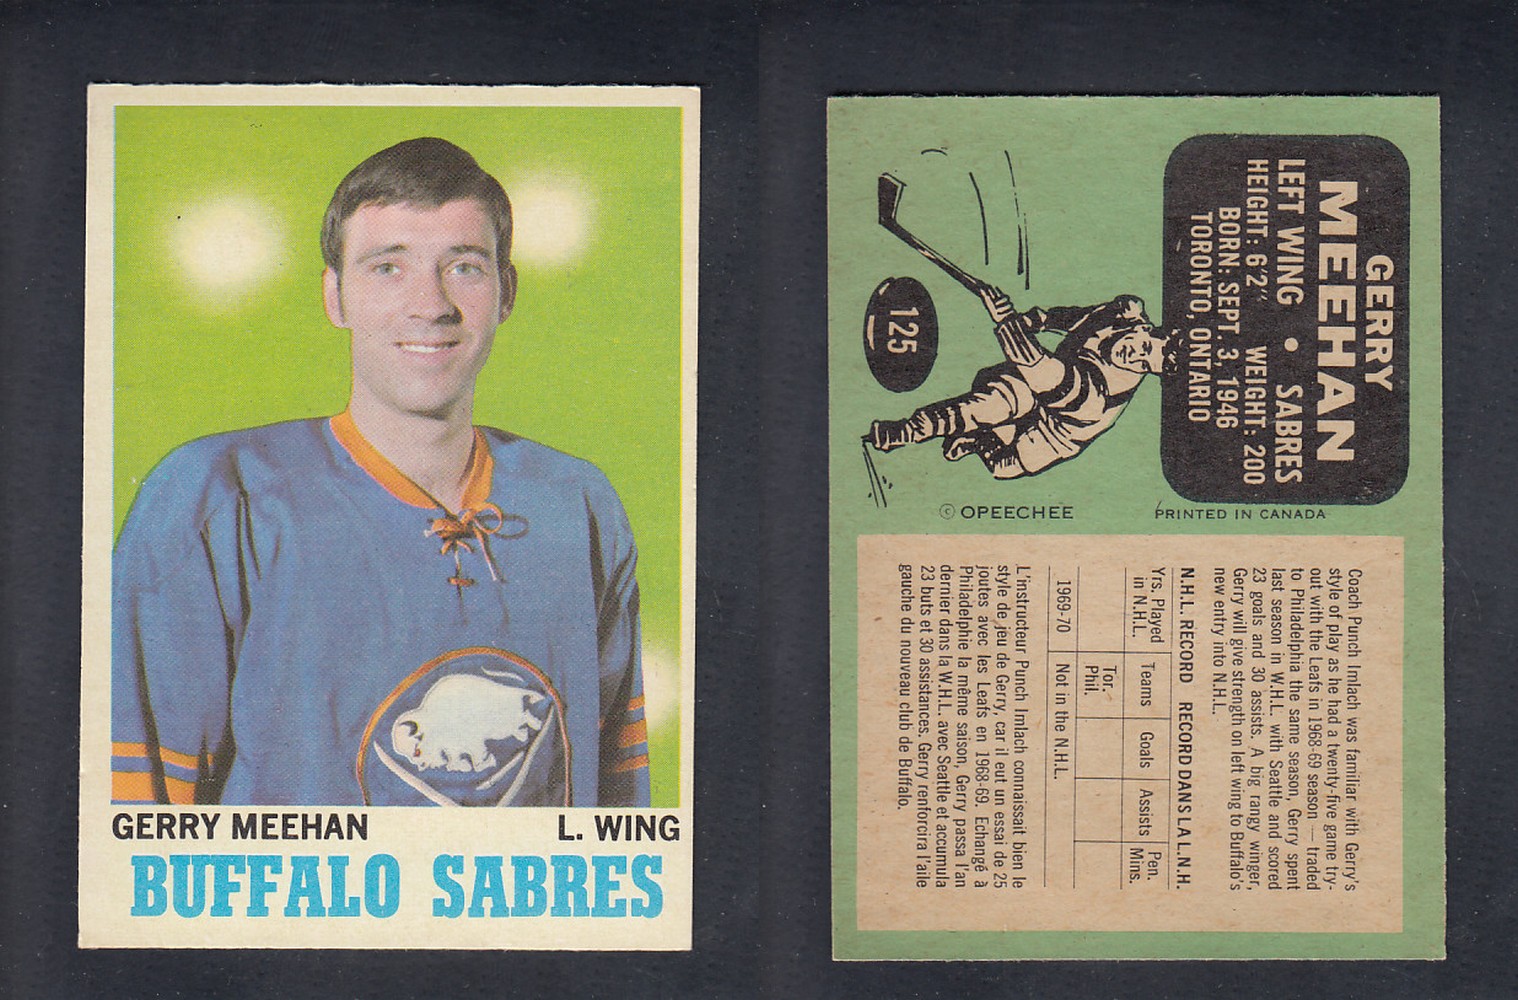 GERRY MEEHAN L. WING
BUFFALO SABRES
GERRY
MEEHAN
LEFT WING • SABRES
HEIGHT: 6'2" WEIGHT: 200
BORN: SEPT. 3, 1946
TORONTO, ONTARIO
125
© OPEECHEE PRINTED IN CANADA
Coach Punch Imlach was familiar with Gerry's
style of play as he had a twenty-five game try-
out with the Leafs in 1968-69 season — traded
to Philadelphia the same season, Gerry spent
last season in W.H.L. with Seattle and scored
23 goals and 30 assists. A big rangy winger,
Gerry will give strength on left wing to Buffalo's
new entry into N.H.L.
N.H.L. RECORD RECORD DANS LA L.N.H.
Yrs. Played Teams Goals Assists Pen.
in N.H.L. Mins.
Tor.
Phil.
1969-70 Not in the N.H.L.
L'instructeur Punch Imlach connaissait bien le
style de jeu de Gerry, car il eut un essai de 25
joutes avec les Leafs en 1968-69. Echangé à
Philadelphie la même saison, Gerry passa l'an
dernier dans la W.H.L. avec Seattle et accumula
23 buts et 30 assistances. Gerry renforcira l'aile
gauche du nouveau club de Buffalo.